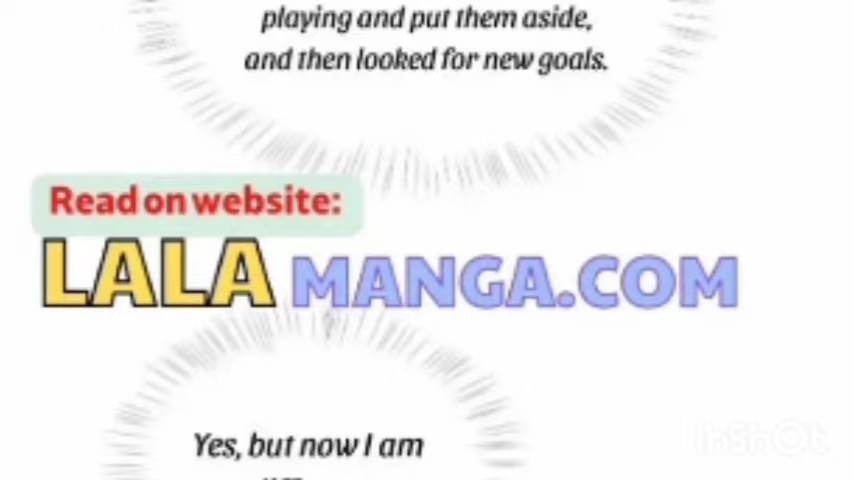 playing and put them aside,
and then looked for new goals.
Read on website:
LALA MANGA.COM
Yes, but now I am
InShOt